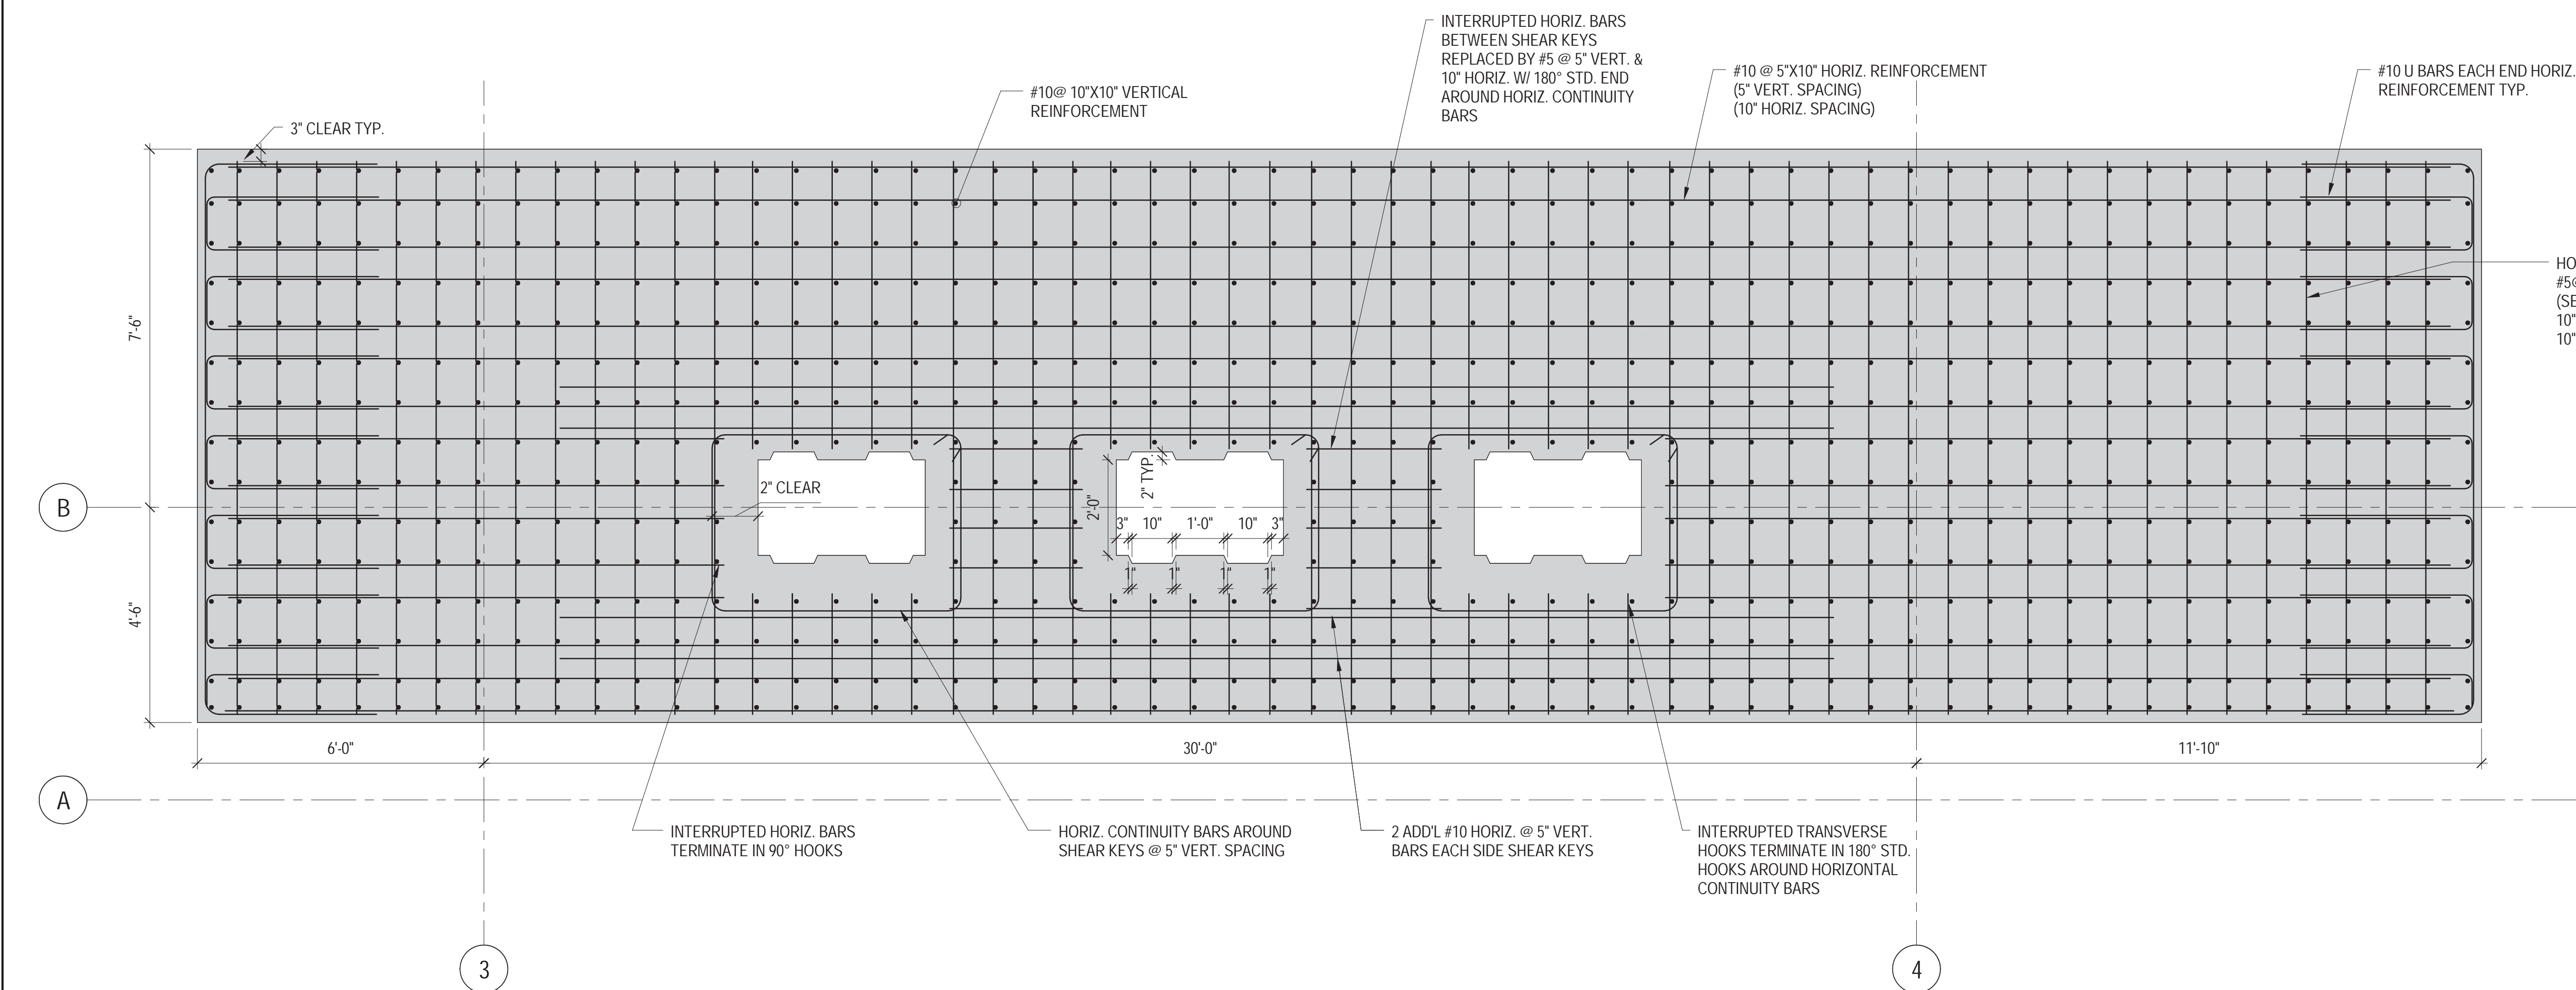 INTERRUPTED HORIZ. BARS
BETWEEN SHEAR KEYS
REPLACED BY #5 @ 5" VERT. &
10" HORIZ. W/ 180° STD. END
AROUND HORIZ. CONTINUITY
BARS
#10@ 10"X10" VERTICAL
REINFORCEMENT
#10 @ 5"X10" HORIZ. REINFORCEMENT
(5" VERT. SPACING)
(10" HORIZ. SPACING)
#10 U BARS EACH END HORIZ.
REINFORCEMENT TYP.
3" CLEAR TYP.
HO
#5@
(SE
10"
10"
7'-6"
4'-6"
2" CLEAR
2" TYP.
2'-0"
3" 10" 1'-0" 10" 3"
1" 1" 1" 1"
B
6'-0" 30'-0" 11'-10"
A
INTERRUPTED HORIZ. BARS
TERMINATE IN 90° HOOKS
HORIZ. CONTINUITY BARS AROUND
SHEAR KEYS @ 5" VERT. SPACING
2 ADD'L #10 HORIZ. @ 5" VERT.
BARS EACH SIDE SHEAR KEYS
INTERRUPTED TRANSVERSE
HOOKS TERMINATE IN 180° STD.
HOOKS AROUND HORIZONTAL
CONTINUITY BARS
3
4